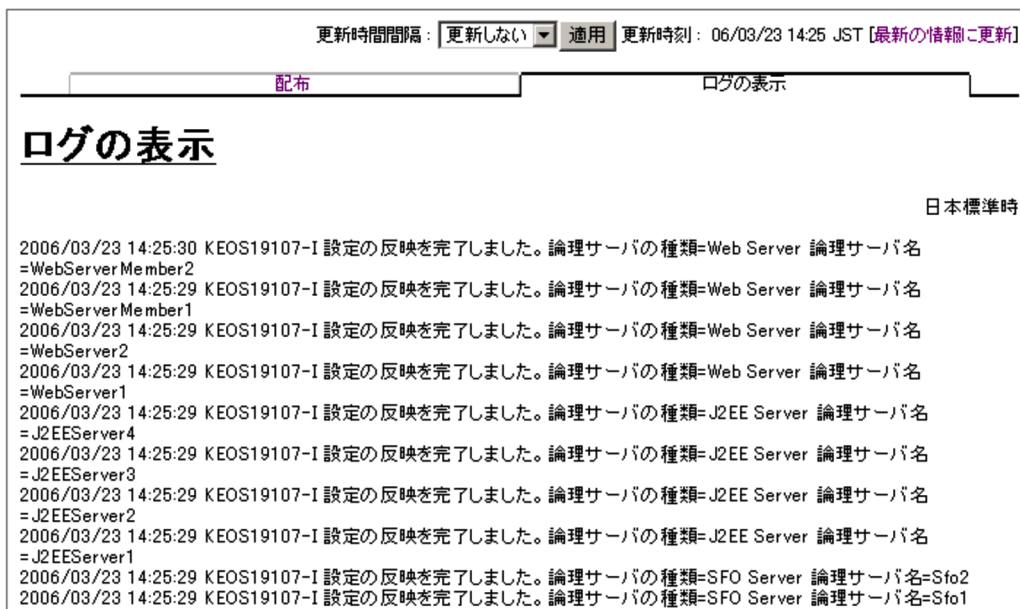 更新時間間隔： 更新しない 適用 更新時刻： 06/03/23 14:25 JST [最新の情報に更新]
配布 ログの表示
ログの表示
日本標準時
2006/03/23 14:25:30 KEOS19107-I 設定の反映を完了しました。論理サーバの種類=Web Server 論理サーバ名
=WebServerMember2
2006/03/23 14:25:29 KEOS19107-I 設定の反映を完了しました。論理サーバの種類=Web Server 論理サーバ名
=WebServerMember1
2006/03/23 14:25:29 KEOS19107-I 設定の反映を完了しました。論理サーバの種類=Web Server 論理サーバ名
=WebServer2
2006/03/23 14:25:29 KEOS19107-I 設定の反映を完了しました。論理サーバの種類=Web Server 論理サーバ名
=WebServer1
2006/03/23 14:25:29 KEOS19107-I 設定の反映を完了しました。論理サーバの種類=J2EE Server 論理サーバ名
=J2EEServer4
2006/03/23 14:25:29 KEOS19107-I 設定の反映を完了しました。論理サーバの種類=J2EE Server 論理サーバ名
=J2EEServer3
2006/03/23 14:25:29 KEOS19107-I 設定の反映を完了しました。論理サーバの種類=J2EE Server 論理サーバ名
=J2EEServer2
2006/03/23 14:25:29 KEOS19107-I 設定の反映を完了しました。論理サーバの種類=J2EE Server 論理サーバ名
=J2EEServer1
2006/03/23 14:25:29 KEOS19107-I 設定の反映を完了しました。論理サーバの種類=SFO Server 論理サーバ名=Sfo2
2006/03/23 14:25:29 KEOS19107-I 設定の反映を完了しました。論理サーバの種類=SFO Server 論理サーバ名=Sfo1